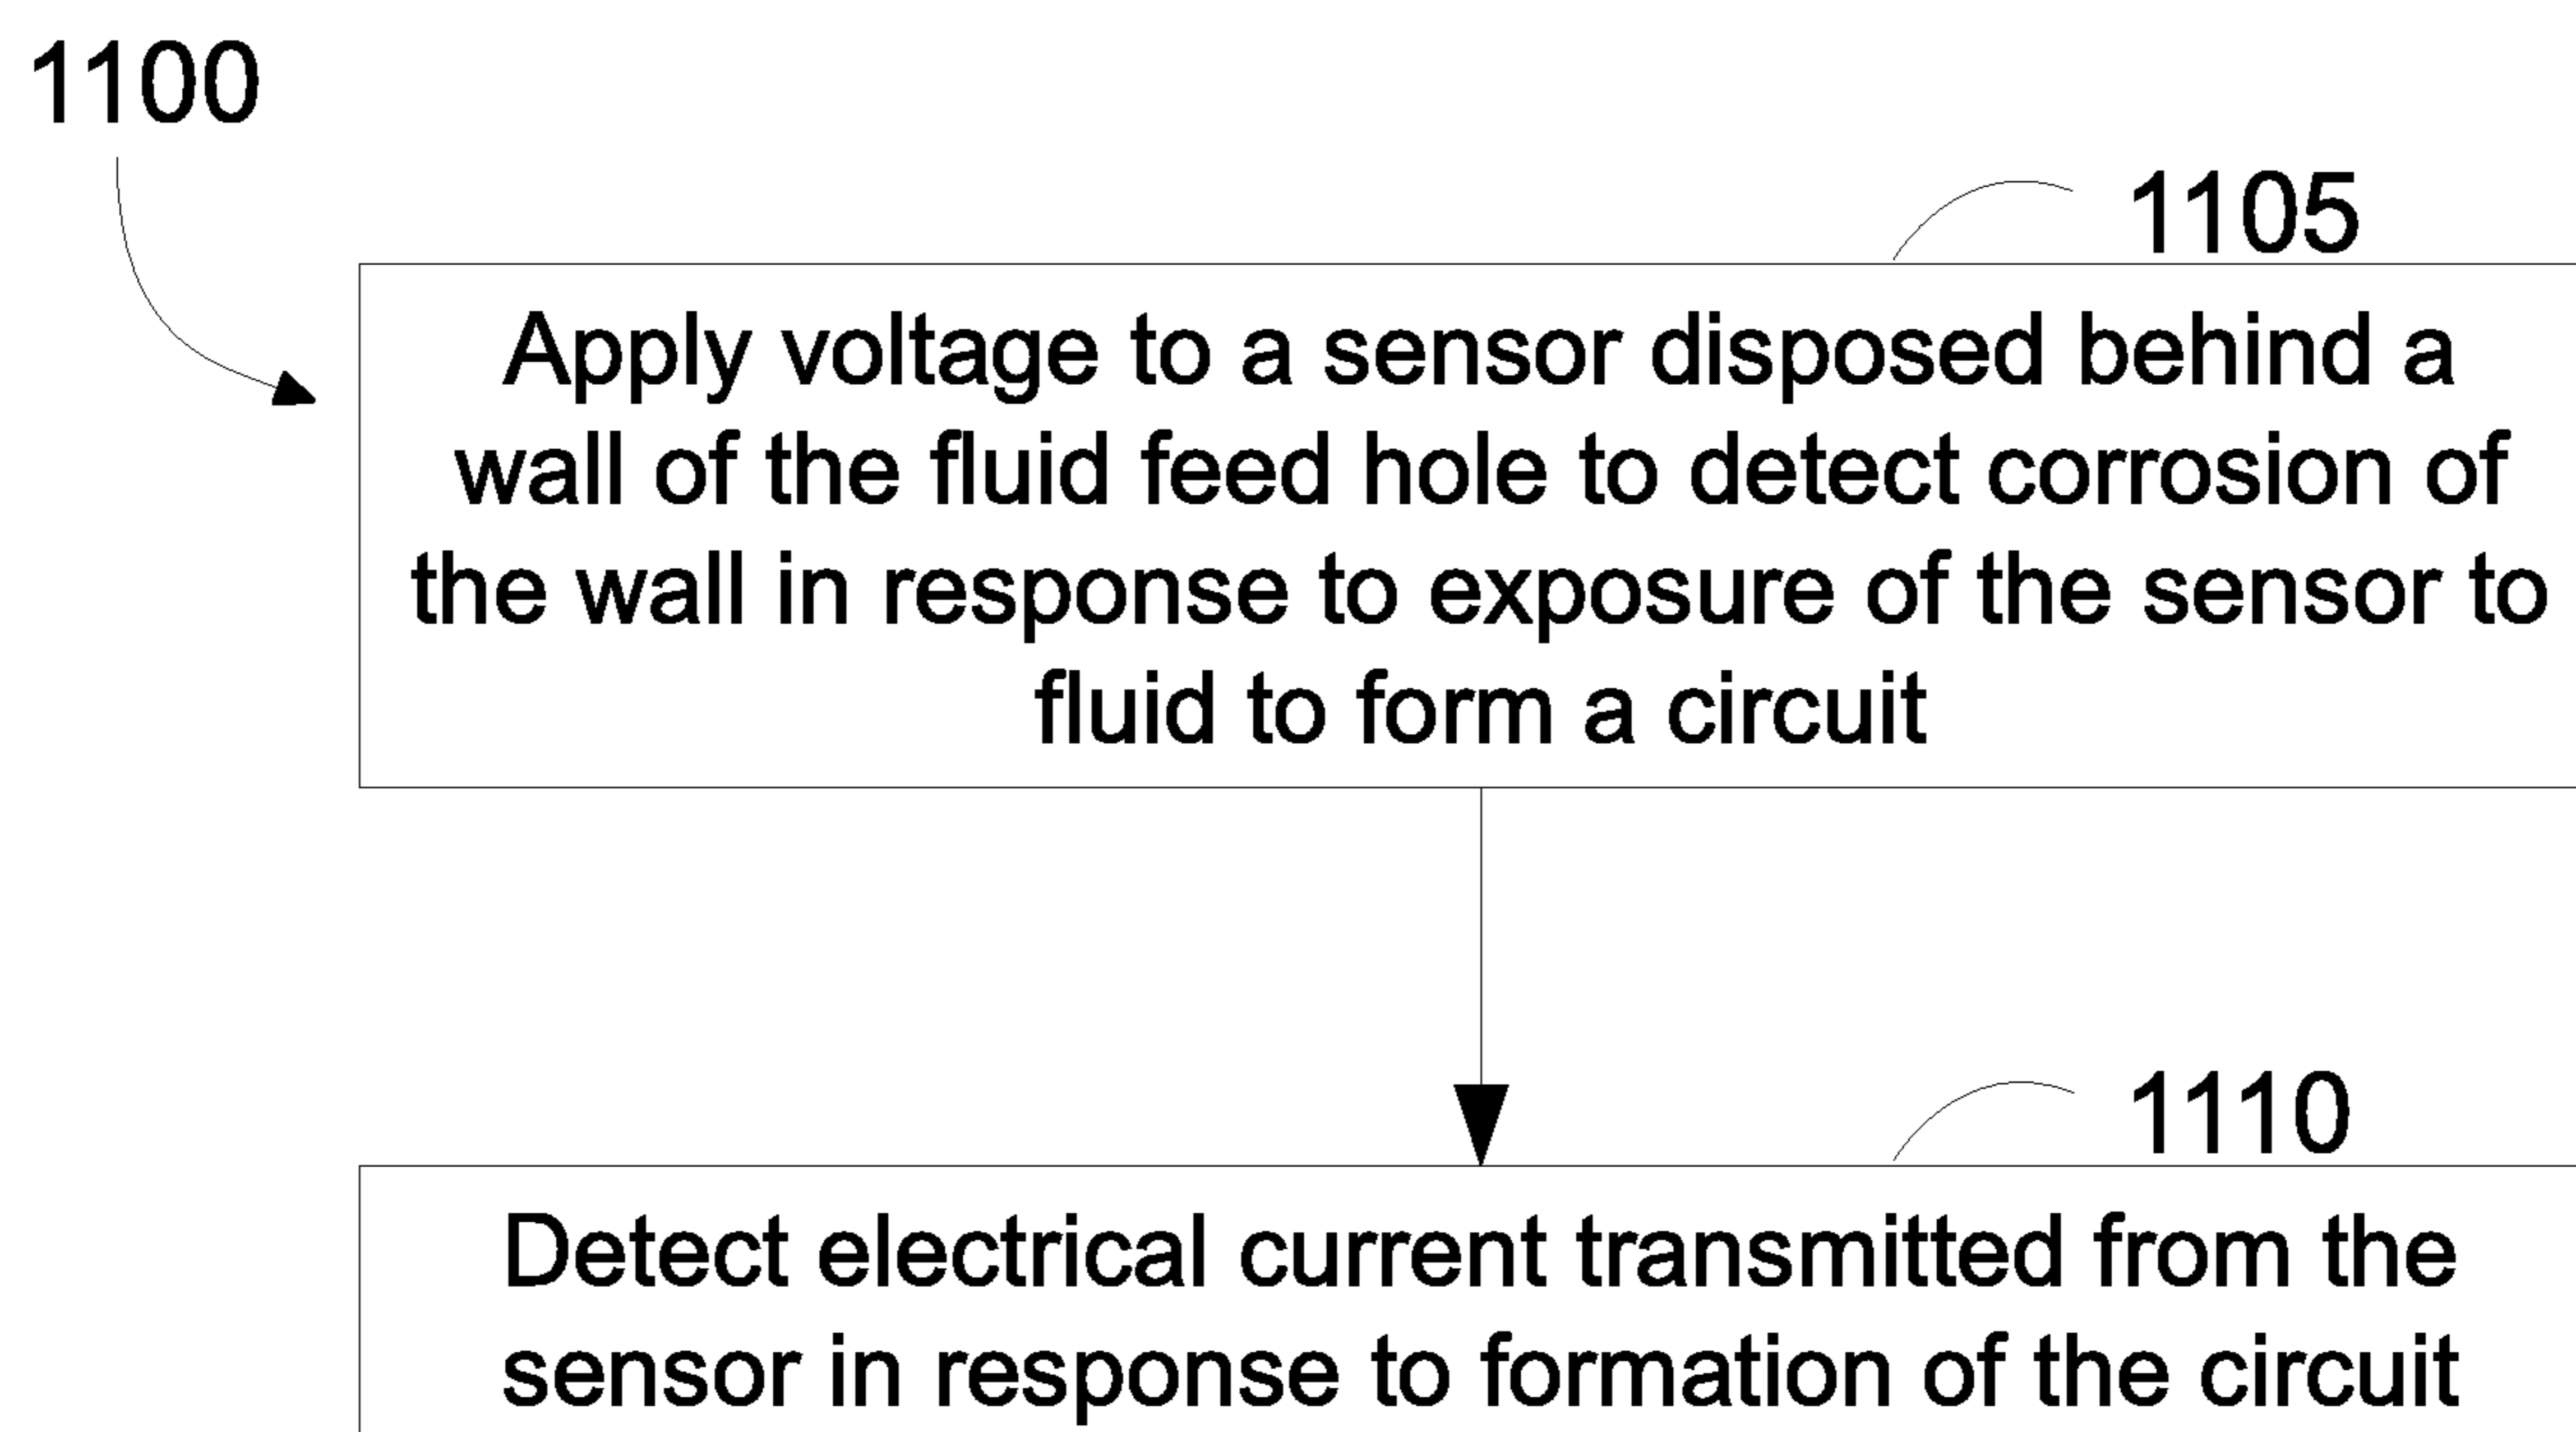 1100
1105
Apply voltage to a sensor disposed behind a
wall of the fluid feed hole to detect corrosion of
the wall in response to exposure of the sensor to
fluid to form a circuit
1110
Detect electrical current transmitted from the
sensor in response to formation of the circuit